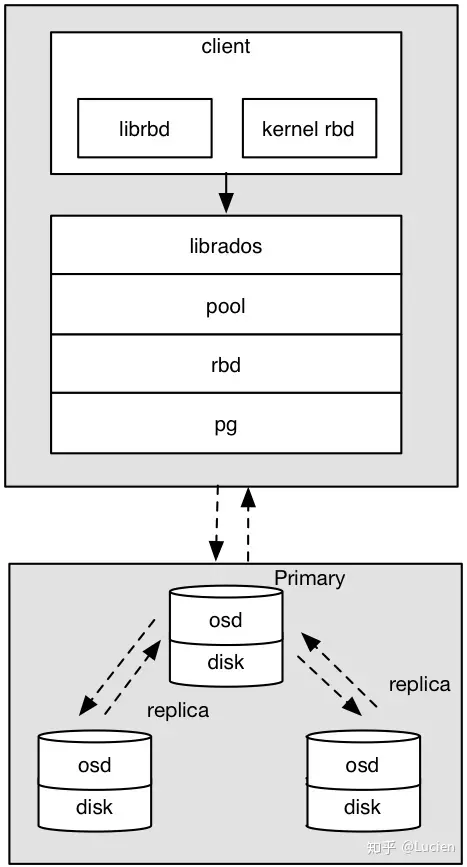 client
librbd
kernel rbd
librados
pool
rbd
pg
Primary
osd
disk
replica
replica
osd
disk
osd
disk
知乎 @Lucien